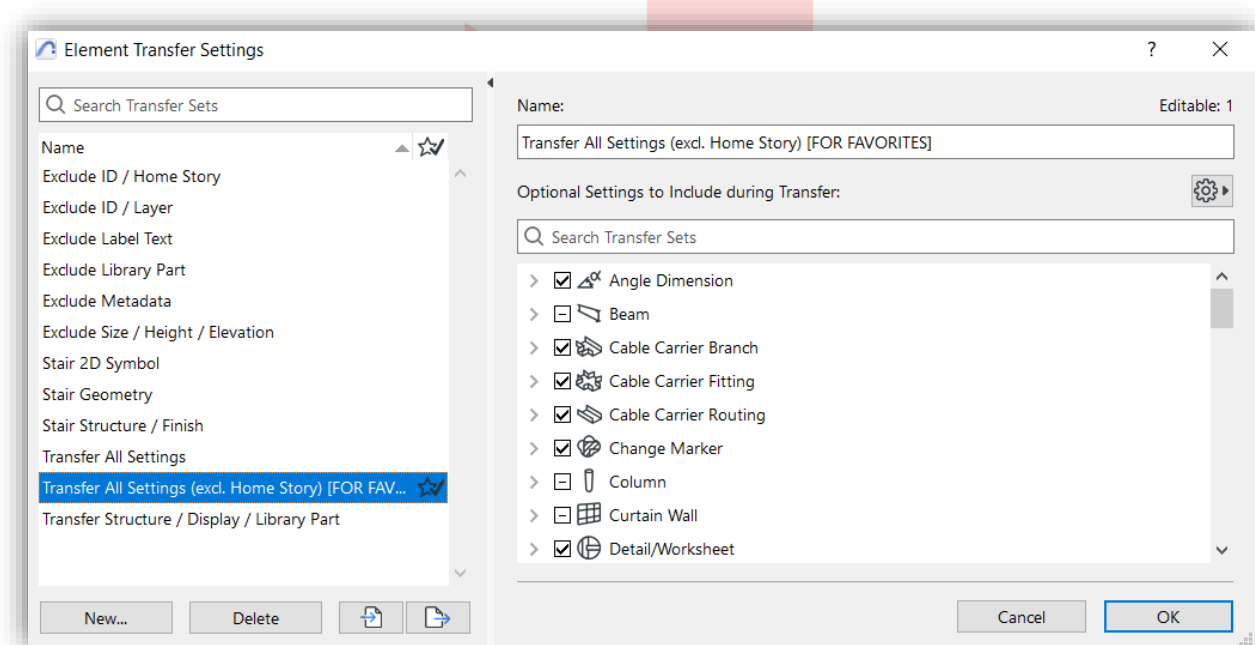 Element Transfer Settings
Search Transfer Sets
Name
Exclude ID / Home Story
Exclude ID / Layer
Exclude Label Text
Exclude Library Part
Exclude Metadata
Exclude Size / Height / Elevation
Stair 2D Symbol
Stair Geometry
Stair Structure / Finish
Transfer All Settings
Transfer All Settings (excl. Home Story) [FOR FAV...
Transfer Structure / Display / Library Part
New...
Delete
Name:
Editable: 1
Transfer All Settings (excl. Home Story) [FOR FAVORITES]
Optional Settings to Include during Transfer:
Search Transfer Sets
Angle Dimension
Beam
Cable Carrier Branch
Cable Carrier Fitting
Cable Carrier Routing
Change Marker
Column
Curtain Wall
Detail/Worksheet
Cancel
OK